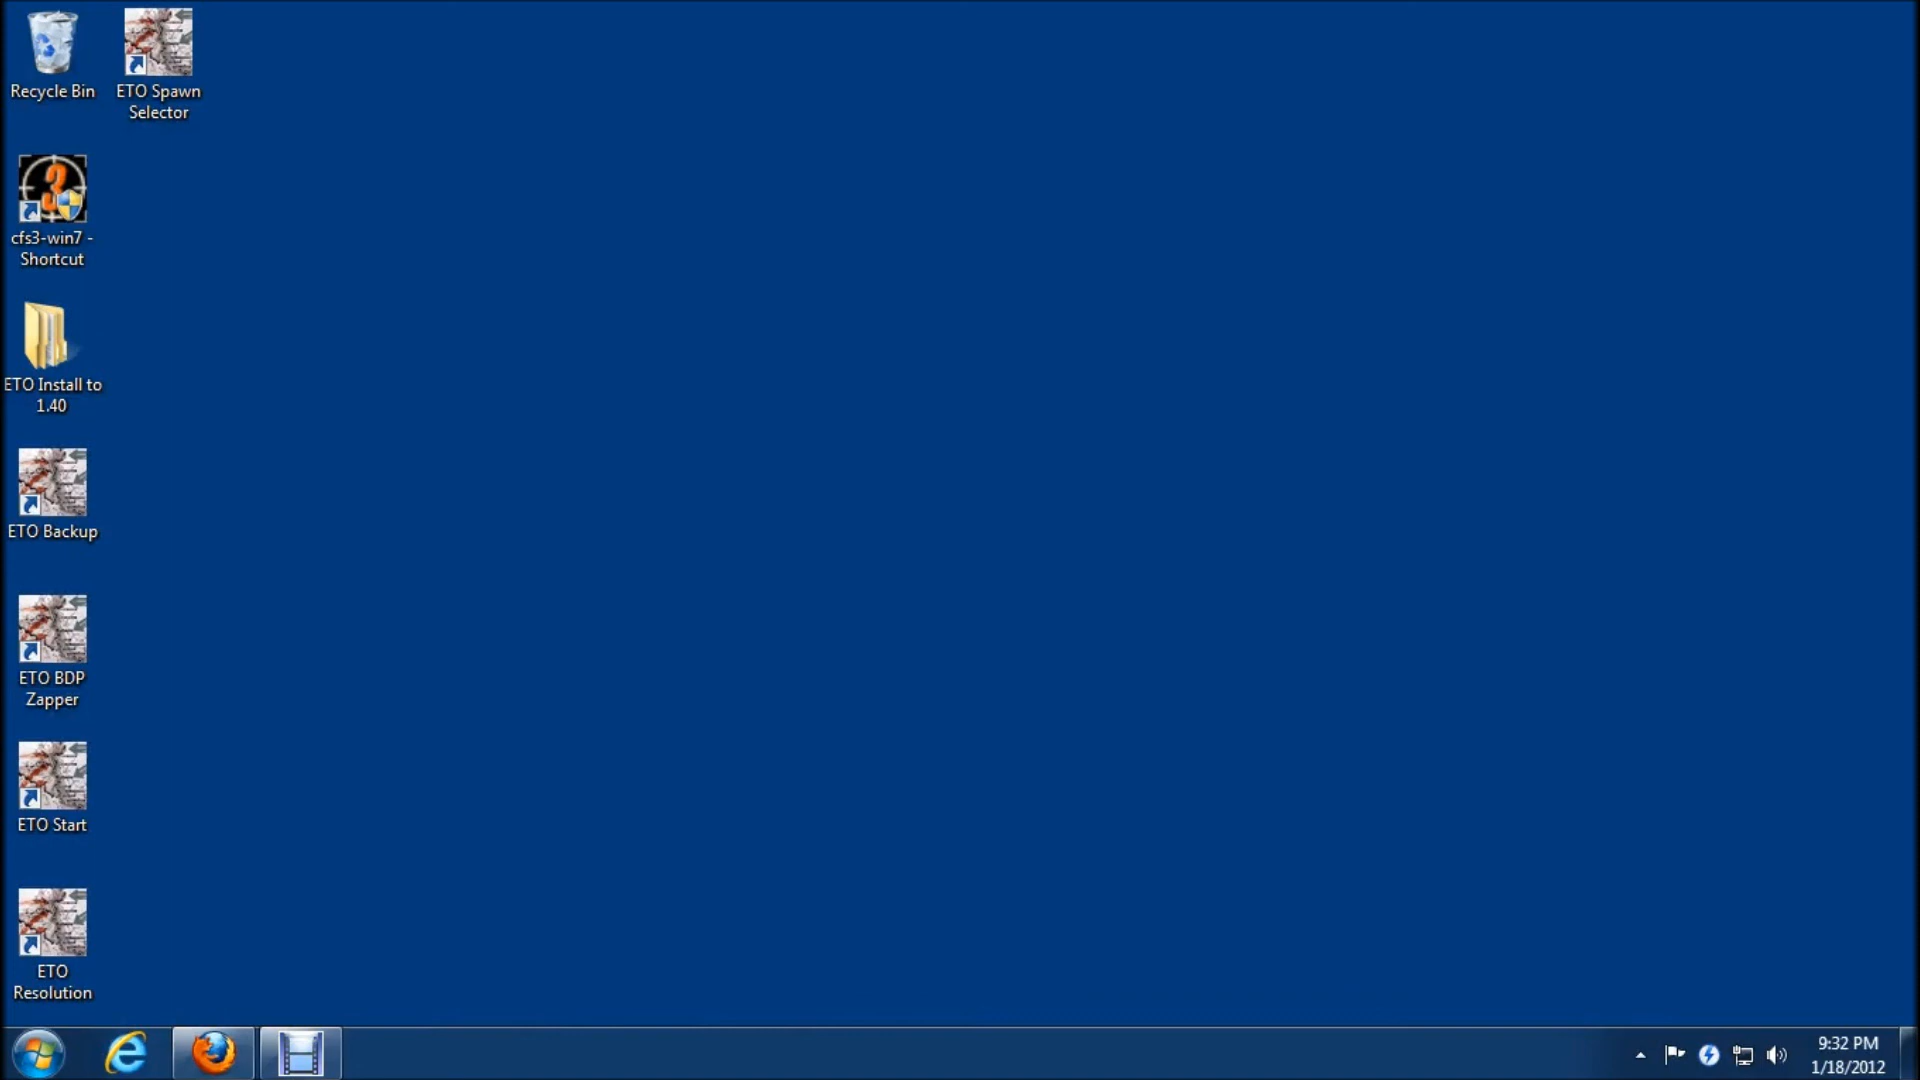 Recycle Bin
ETO Spawn
Selector
cfs3-win7 -
Shortcut
ETO Install to
1.40
ETO Backup
ETO BDP
Zapper
ETO Start
ETO
Resolution
9:32 PM
1/18/2012